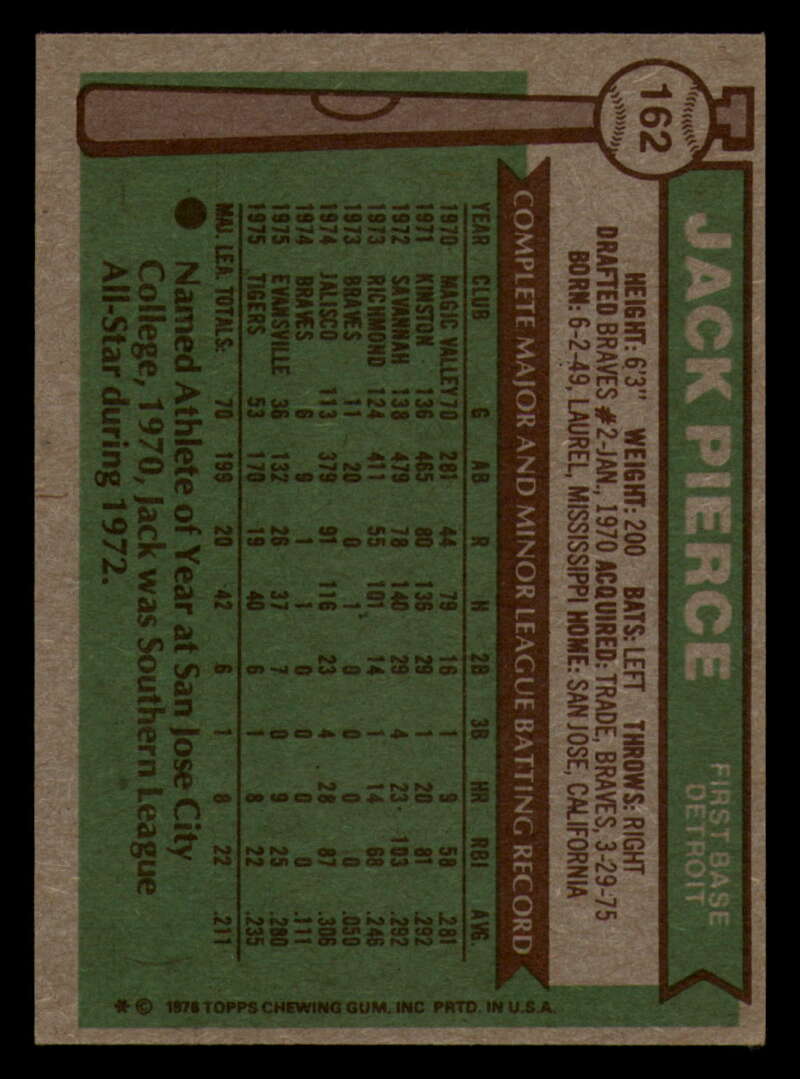 162
JACK PIERCE
FIRST BASE
DETROIT
HEIGHT: 6'3" WEIGHT: 200 BATS: LEFT THROWS: RIGHT
DRAFTED BRAVES #2-JAN., 1970 ACQUIRED: TRADE, BRAVES, 3-29-75
BORN: 6-2-49, LAUREL, MISSISSIPPI HOME: SAN JOSE, CALIFORNIA
COMPLETE MAJOR AND MINOR LEAGUE BATTING RECORD
YEAR CLUB G AB R H 2B 3B HR RBI AVG.
1970 MAGIC VALLEY 70 281 44 79 16 1 9 58 .281
1971 KINSTON 136 465 80 136 29 1 20 81 .292
1972 SAVANNAH 138 479 78 140 29 4 23 103 .292
1973 RICHMOND 124 411 55 101 14 1 14 68 .246
1973 BRAVES 11 20 0 1 0 0 0 0 .050
1974 JALISCO 113 379 91 116 23 4 28 87 .306
1974 BRAVES 6 9 1 1 0 0 0 0 .111
1975 EVANSVILLE 36 132 26 37 7 0 9 25 .280
1975 TIGERS 53 170 19 40 6 1 8 22 .235
MAJ. LEA. TOTALS: 70 199 20 42 6 1 8 22 .211
● Named Athlete of Year at San Jose City
College, 1970, Jack was Southern League
All-Star during 1972.
* © 1976 TOPPS CHEWING GUM, INC. PRTD. IN U.S.A.